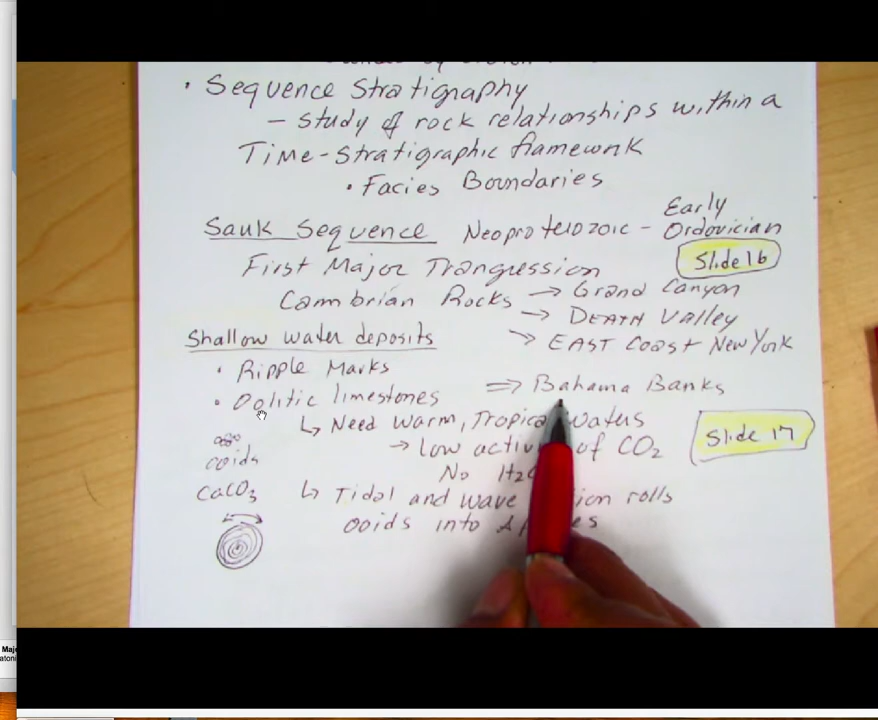 • Sequence Stratigraphy
- Study of rock relationships within a
Time-Stratigraphic framework
• Facies Boundaries
Sauk Sequence Neoproterozoic - Early Ordovician
Slide 16
First Major Trangression
Cambrian Rocks → Grand Canyon
→ DEATH Valley
→ EAST Coast New York
Shallow water deposits
• Ripple Marks
• Oolitic limestones ⇒ Bahama Banks
↳ Need warm, Tropical waters
Slide 17
→ low of CO2
No
ooids
CaCO3
↳ Tidal and wave rolls
ooids into
Maj